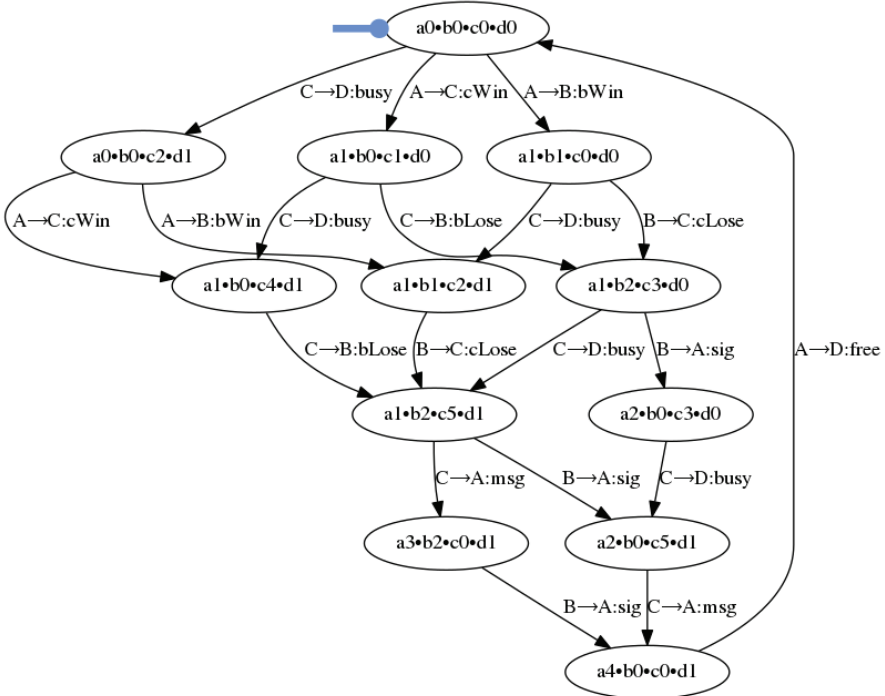 a0•b0•c0•d0
C→D:busy
A→C:cWin
A→B:bWin
a0•b0•c2•d1
a1•b0•c1•d0
a1•b1•c0•d0
A→C:cWin
A→B:bWin
C→D:busy
C→B:bLose
C→D:busy
B→C:cLose
a1•b0•c4•d1
a1•b1•c2•d1
a1•b2•c3•d0
C→B:bLose
B→C:cLose
C→D:busy
B→A:sig
A→D:free
a1•b2•c5•d1
a2•b0•c3•d0
C→A:msg
B→A:sig
C→D:busy
a3•b2•c0•d1
a2•b0•c5•d1
B→A:sig
C→A:msg
a4•b0•c0•d1